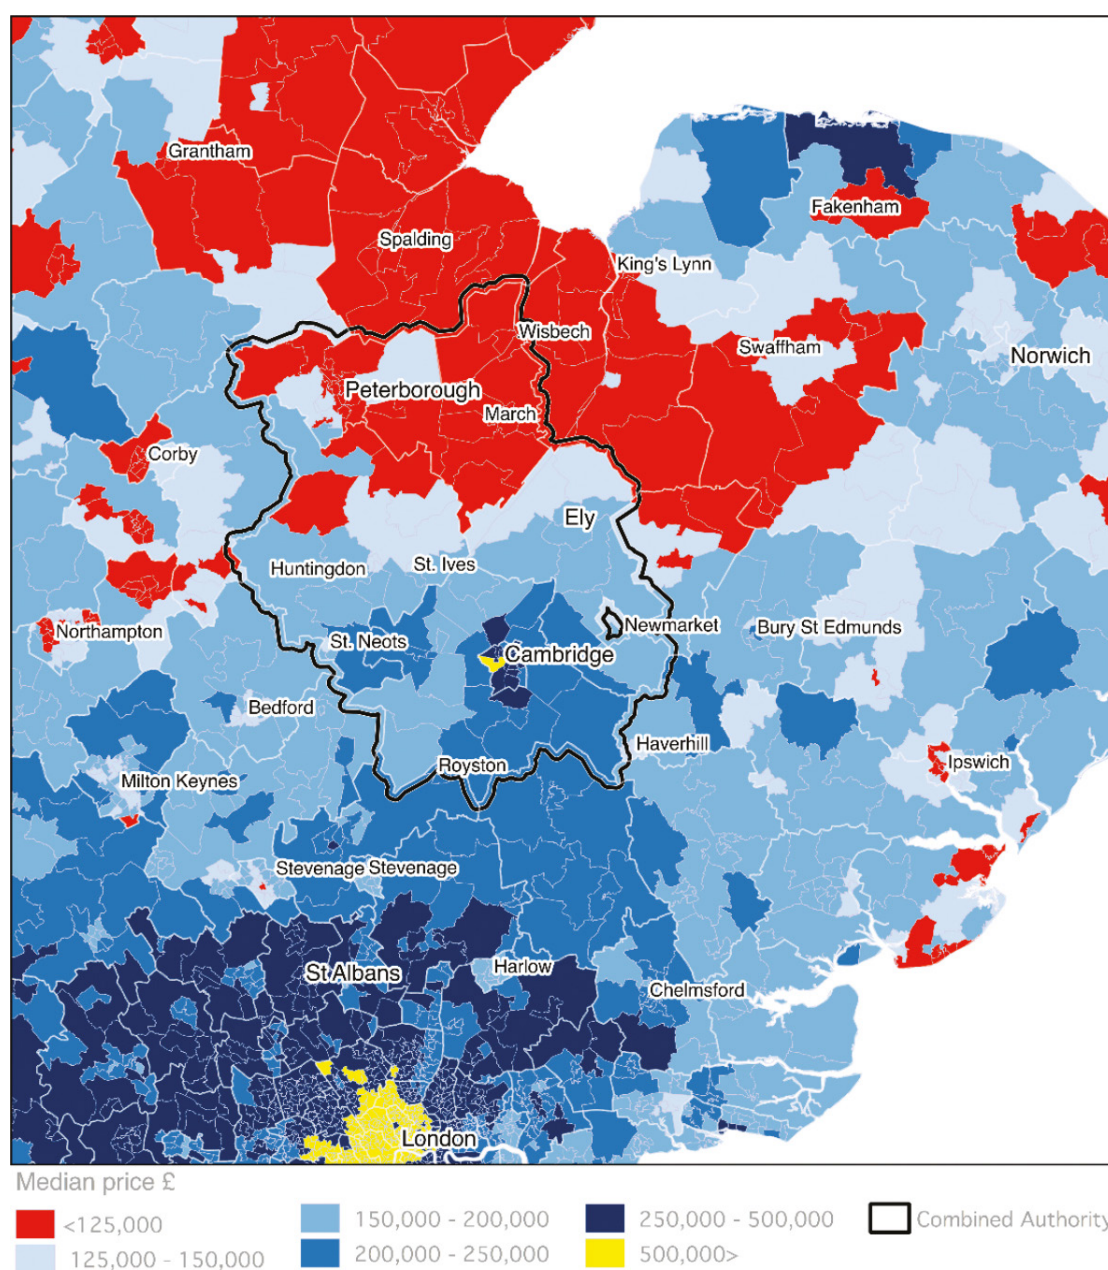 Grantham
Fakenham
Spalding
King's Lynn
Wisbech
Swaffham
Norwich
Peterborough
March
Corby
Ely
Huntingdon
St. Ives
Northampton
Newmarket
Bury St Edmunds
St. Neots
Cambridge
Bedford
Haverhill
Royston
Ipswich
Milton Keynes
Stevenage Stevenage
St Albans
Harlow
Chelmsford
London
Median price £
<125,000
150,000 - 200,000
250,000 - 500,000
Combined Authority
125,000 - 150,000
200,000 - 250,000
500,000>